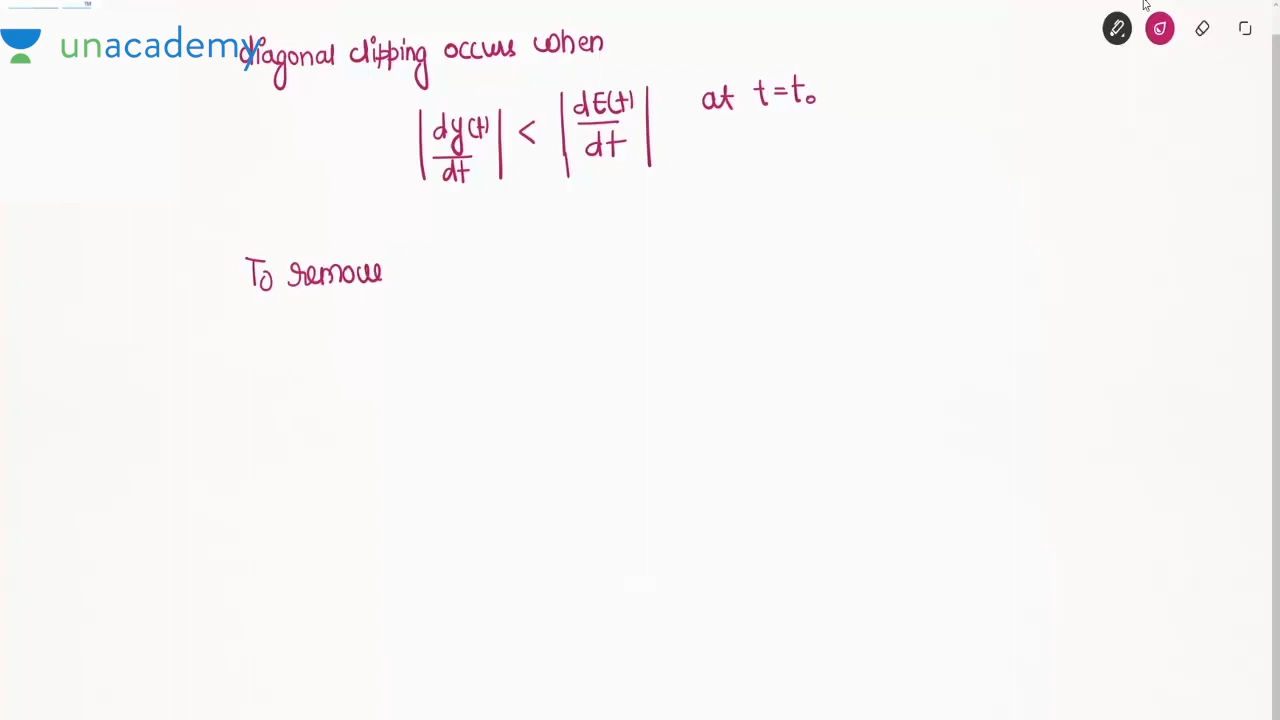 unacademy
diagonal clipping occurs when
|dy(t)/dt| < |dE(t)/dt| at t=t₀
To remove